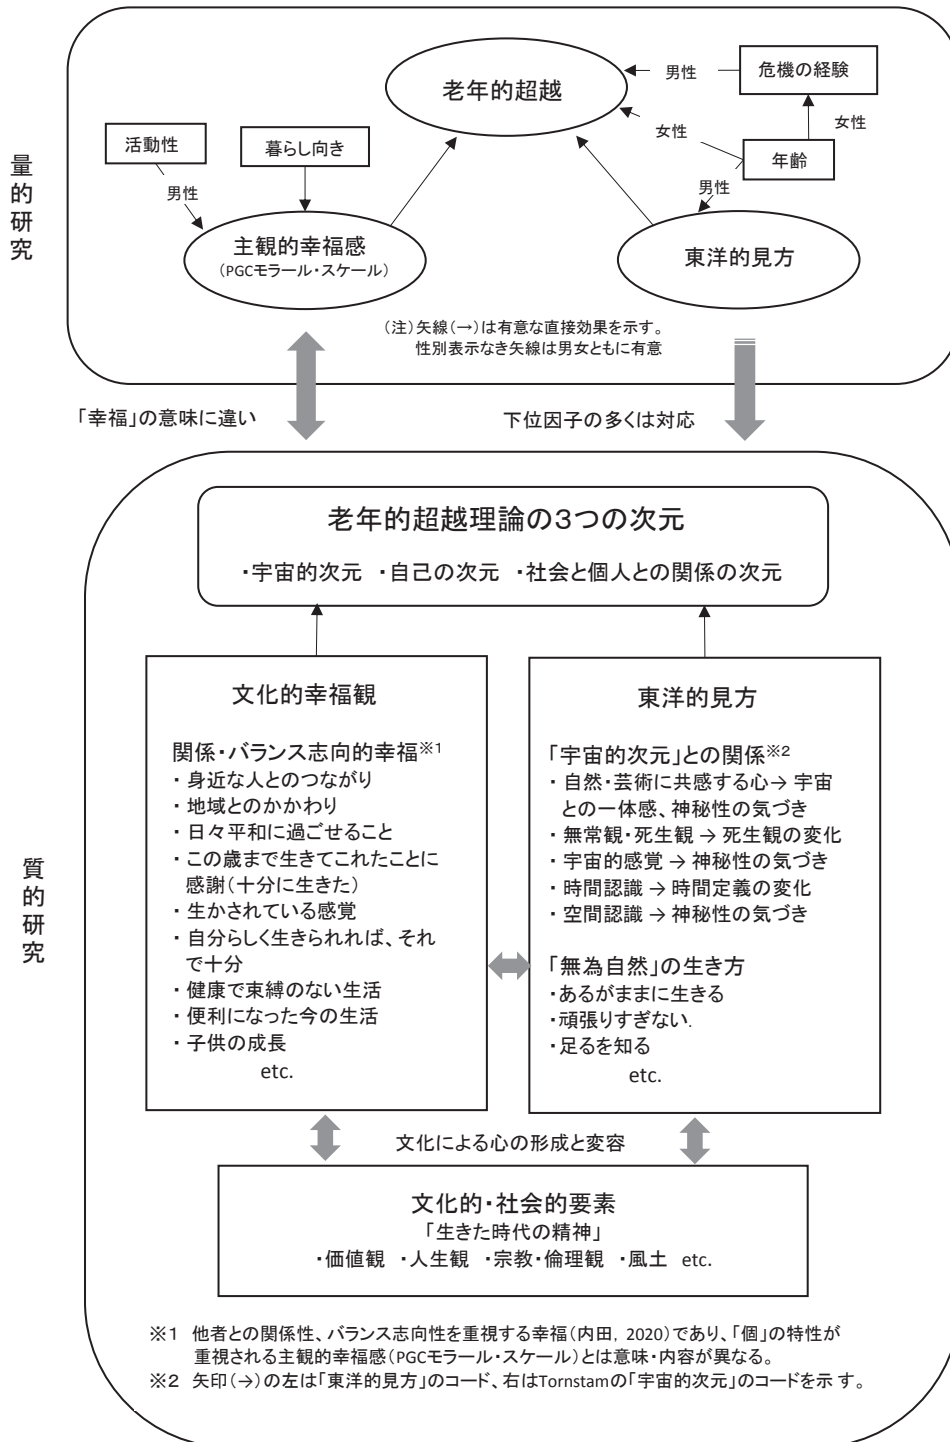 老年的超越
男性
危機の経験
女性
女性
年齢
男性
活動性
暮らし向き
男性
主観的幸福感
(PGCモラール・スケール)
東洋的見方
量的研究
(注)矢線(→)は有意な直接効果を示す。
性別表示なき矢線は男女ともに有意
「幸福」の意味に違い
下位因子の多くは対応
老年的超越理論の3つの次元
・宇宙的次元 ・自己の次元 ・社会と個人との関係の次元
文化的幸福観
関係・バランス志向的幸福※1
・ 身近な人とのつながり
・ 地域とのかかわり
・ 日々平和に過ごせること
・ この歳まで生きてこれたことに
感謝(十分に生きた)
・ 生かされている感覚
・ 自分らしく生きられれば、それ
で十分
・ 健康で束縛のない生活
・ 便利になった今の生活
・ 子供の成長
etc.
東洋的見方
「宇宙的次元」との関係※2
・ 自然・芸術に共感する心→ 宇宙
との一体感、神秘性の気づき
・ 無常観・死生観 → 死生観の変化
・ 宇宙的感覚 → 神秘性の気づき
・ 時間認識 → 時間定義の変化
・ 空間認識 → 神秘性の気づき
「無為自然」の生き方
・あるがままに生きる
・頑張りすぎない.
・足るを知る
etc.
質的研究
文化による心の形成と変容
文化的・社会的要素
「生きた時代の精神」
・価値観 ・人生観 ・宗教・倫理観 ・風土 etc.
※1 他者との関係性、バランス志向性を重視する幸福(内田, 2020)であり、「個」の特性が
重視される主観的幸福感(PGCモラール・スケール)とは意味・内容が異なる。
※2 矢印(→)の左は「東洋的見方」のコード、右はTornstamの「宇宙的次元」のコードを示す。